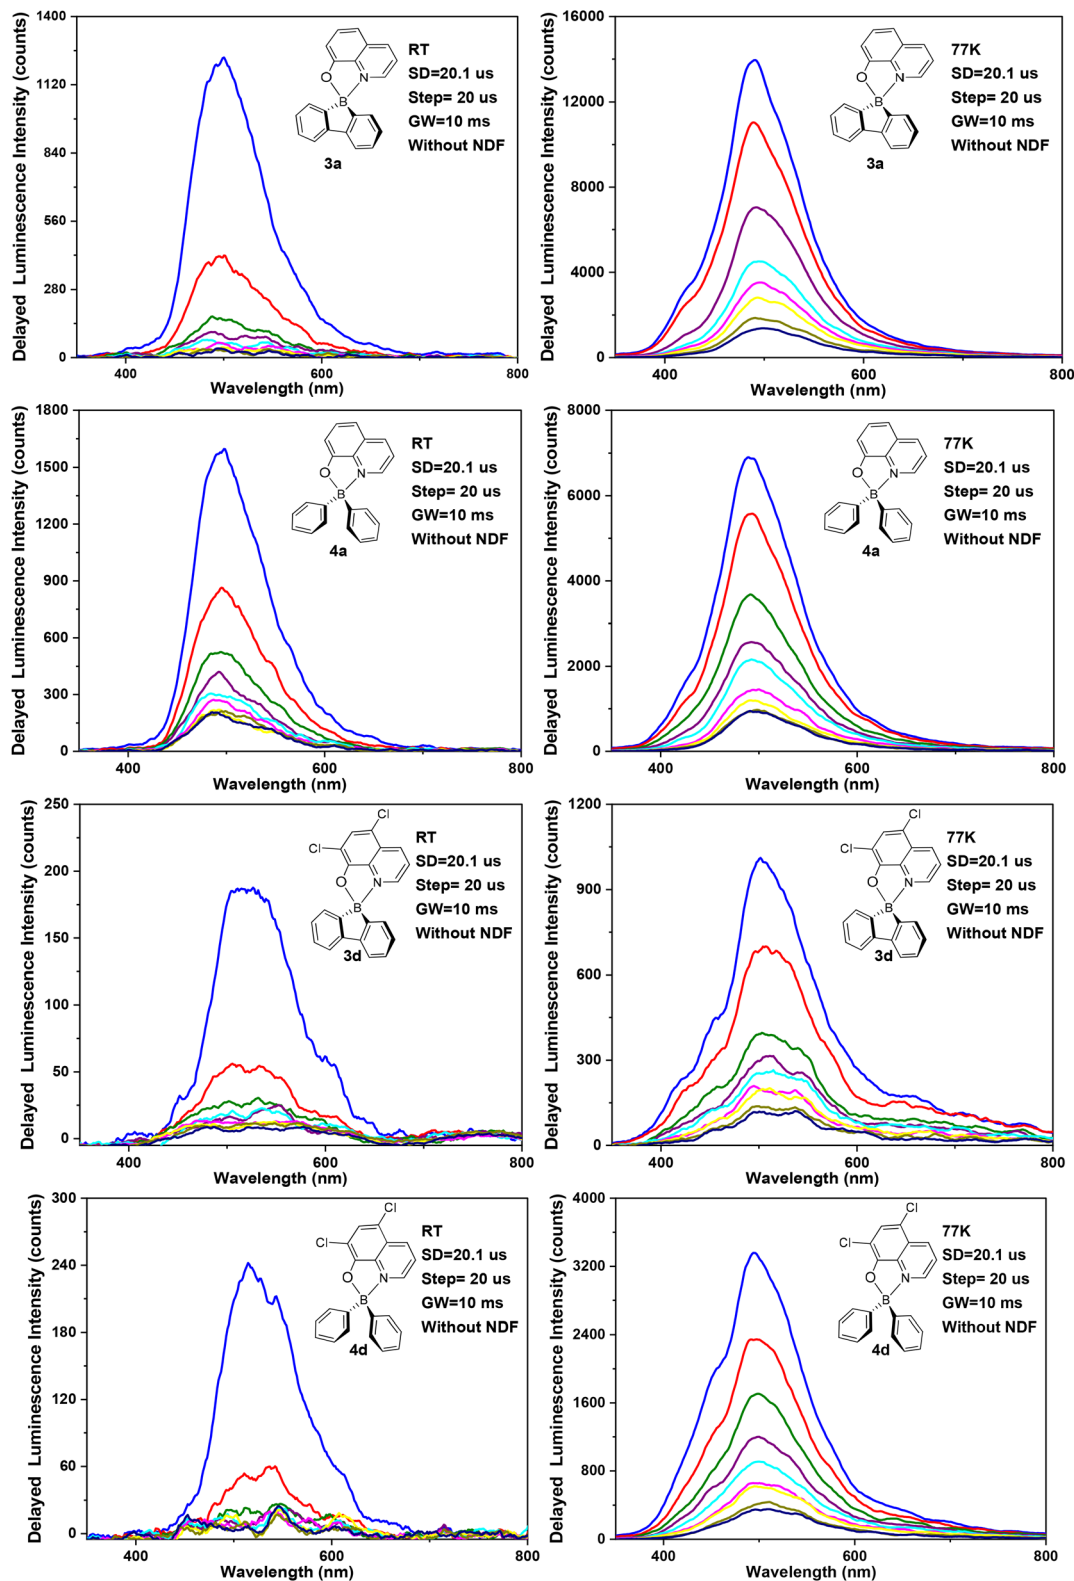 Delayed Luminescence Intensity (counts)
1400
1120
840
560
280
0
400
600
800
Wavelength (nm)
RT
SD=20.1 us
Step= 20 us
GW=10 ms
Without NDF
O
N
B
3a
Delayed Luminescence Intensity (counts)
16000
12000
8000
4000
0
400
600
800
Wavelength (nm)
77K
SD=20.1 us
Step= 20 us
GW=10 ms
Without NDF
O
N
B
3a
Delayed Luminescence Intensity (counts)
1800
1500
1200
900
600
300
0
400
600
800
Wavelength (nm)
RT
SD=20.1 us
Step= 20 us
GW=10 ms
Without NDF
O
N
B
4a
Delayed Luminescence Intensity (counts)
8000
6000
4000
2000
0
400
600
800
Wavelength (nm)
77K
SD=20.1 us
Step= 20 us
GW=10 ms
Without NDF
O
N
B
4a
Delayed Luminescence Intensity (counts)
250
200
150
100
50
0
400
600
800
Wavelength (nm)
Cl
Cl
RT
SD=20.1 us
Step= 20 us
GW=10 ms
Without NDF
O
N
B
3d
Delayed Luminescence Intensity (counts)
1200
900
600
300
0
400
600
800
Wavelength (nm)
Cl
Cl
77K
SD=20.1 us
Step= 20 us
GW=10 ms
Without NDF
O
N
B
3d
Delayed Luminescence Intensity (counts)
300
240
180
120
60
0
400
600
800
Wavelength (nm)
Cl
Cl
RT
SD=20.1 us
Step= 20 us
GW=10 ms
Without NDF
O
N
B
4d
Delayed Luminescence Intensity (counts)
4000
3200
2400
1600
800
0
400
600
800
Wavelength (nm)
Cl
Cl
77K
SD=20.1 us
Step= 20 us
GW=10 ms
Without NDF
O
N
B
4d